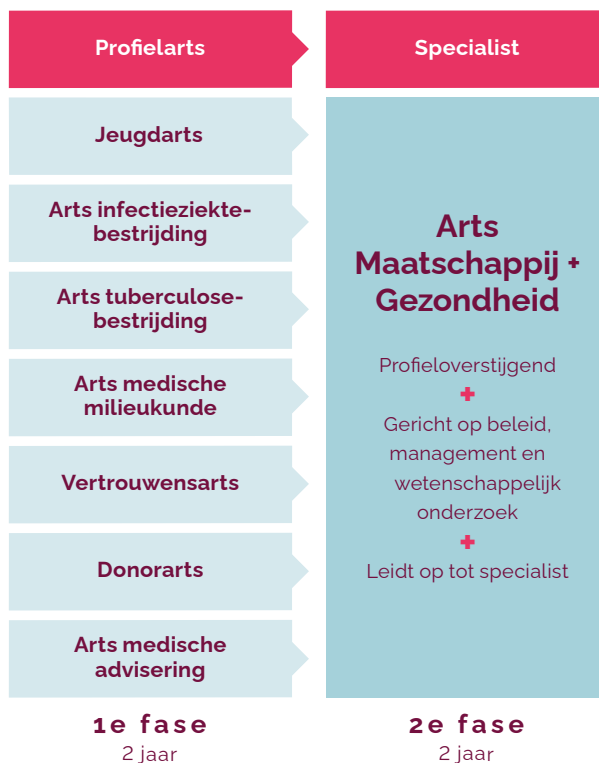 Profielarts
Specialist
Jeugdarts
Arts infectieziekte-
bestrijding
Arts tuberculose-
bestrijding
Arts medische
milieukunde
Vertrouwensarts
Donorarts
Arts medische
advisering
Arts
Maatschappij +
Gezondheid
Profieloverstijgend
+
Gericht op beleid,
management en
wetenschappelijk
onderzoek
+
Leidt op tot specialist
1e fase
2 jaar
2e fase
2 jaar